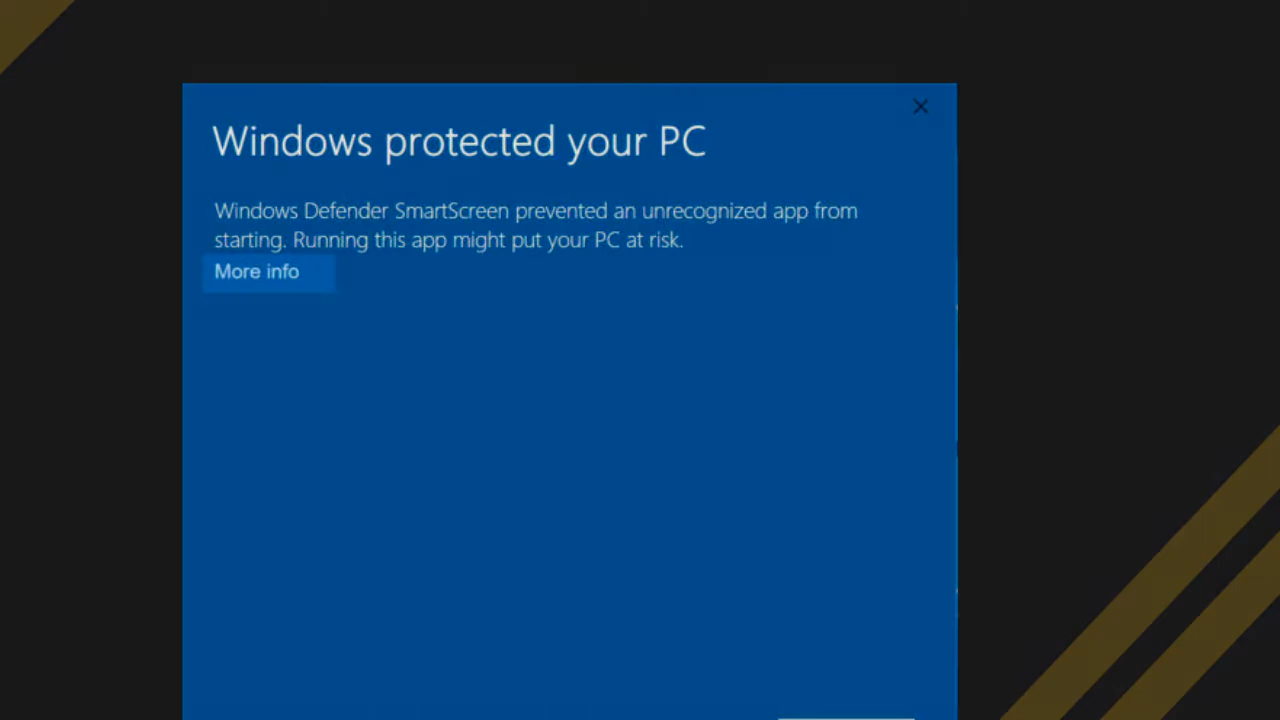 Windows protected your PC
Windows Defender SmartScreen prevented an unrecognized app from
starting. Running this app might put your PC at risk.
More info